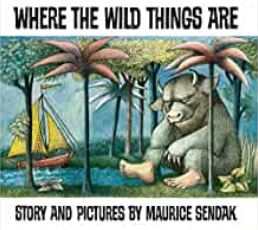 WHERE THE WILD THINGS ARE
STORY AND PICTURES BY MAURICE SENDAK